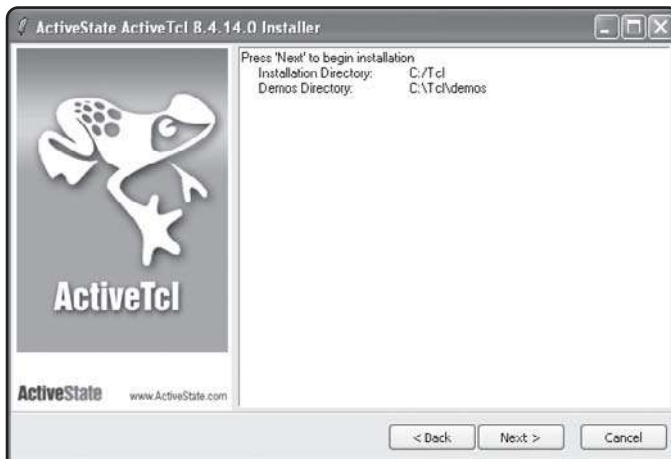 ActiveState ActiveTcl 8.4.14.0 Installer
Press 'Next' to begin installation
Installation Directory: C:/Tcl
Demos Directory: C:\Tcl\demos
ActiveTcl
ActiveState www.ActiveState.com
< Back Next > Cancel